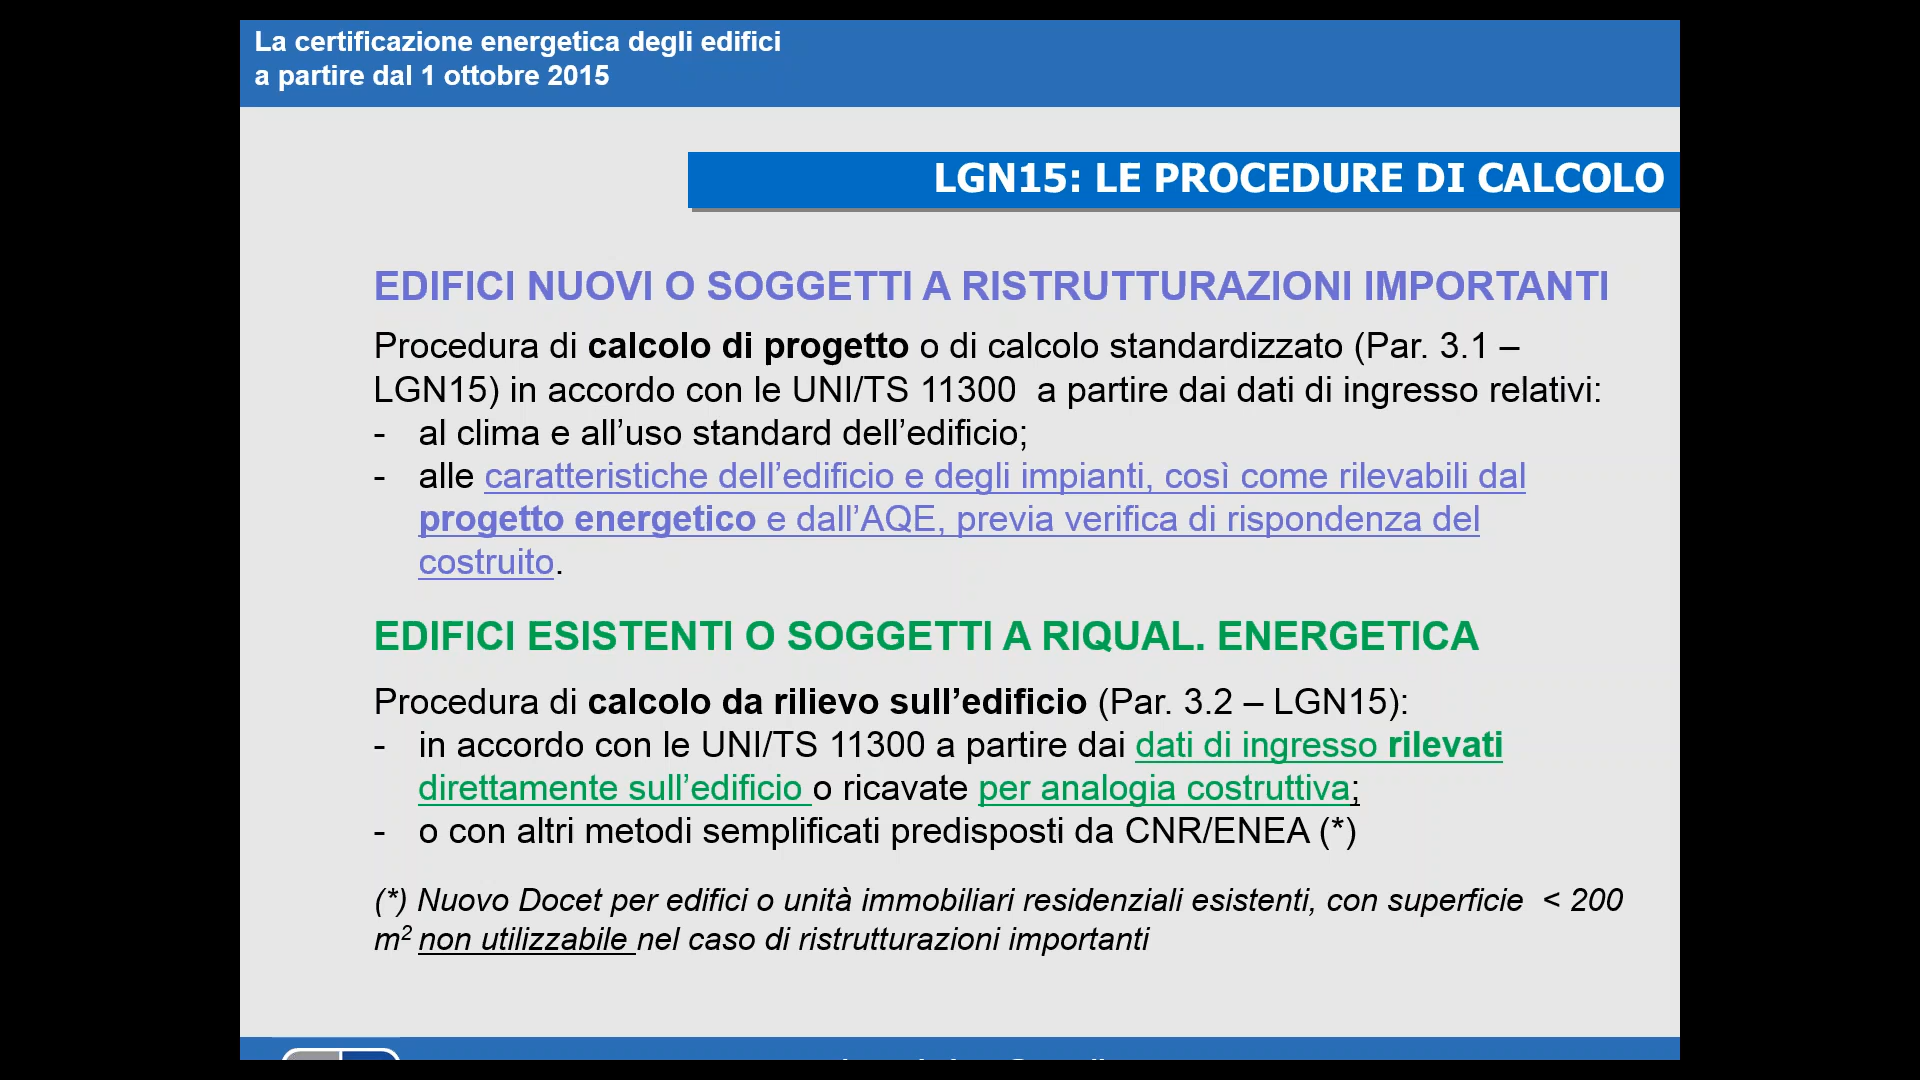 La certificazione energetica degli edifici
a partire dal 1 ottobre 2015
LGN15: LE PROCEDURE DI CALCOLO
EDIFICI NUOVI O SOGGETTI A RISTRUTTURAZIONI IMPORTANTI
Procedura di calcolo di progetto o di calcolo standardizzato (Par. 3.1 –
LGN15) in accordo con le UNI/TS 11300 a partire dai dati di ingresso relativi:
- al clima e all’uso standard dell’edificio;
- alle caratteristiche dell’edificio e degli impianti, così come rilevabili dal
progetto energetico e dall’AQE, previa verifica di rispondenza del
costruito.
EDIFICI ESISTENTI O SOGGETTI A RIQUAL. ENERGETICA
Procedura di calcolo da rilievo sull’edificio (Par. 3.2 – LGN15):
- in accordo con le UNI/TS 11300 a partire dai dati di ingresso rilevati
direttamente sull’edificio o ricavate per analogia costruttiva;
- o con altri metodi semplificati predisposti da CNR/ENEA (*)
(*) Nuovo Docet per edifici o unità immobiliari residenziali esistenti, con superficie < 200
m² non utilizzabile nel caso di ristrutturazioni importanti